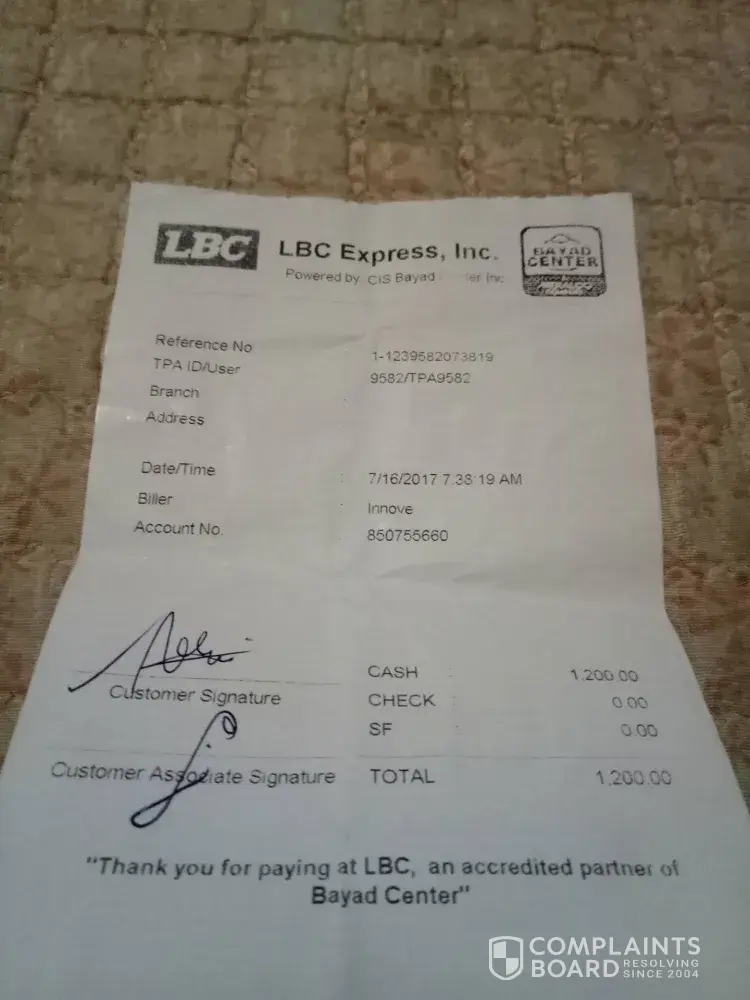 LBC
LBC Express, Inc.
BAYAD
CENTER
Powered by CIS Bayad Inc.
Reference No 1-1239582073819
TPA ID/User 9582/TPA9582
Branch
Address
Date/Time : 7/16/2017 7:38:19 AM
Biller : Innove
Account No. : 850755660
CASH : 1,200.00
Customer Signature
CHECK : 0.00
SF : 0.00
Customer Associate Signature
TOTAL 1,200.00
"Thank you for paying at LBC, an accredited partner of
Bayad Center"
COMPLAINTS
BOARD RESOLVING
SINCE 2004